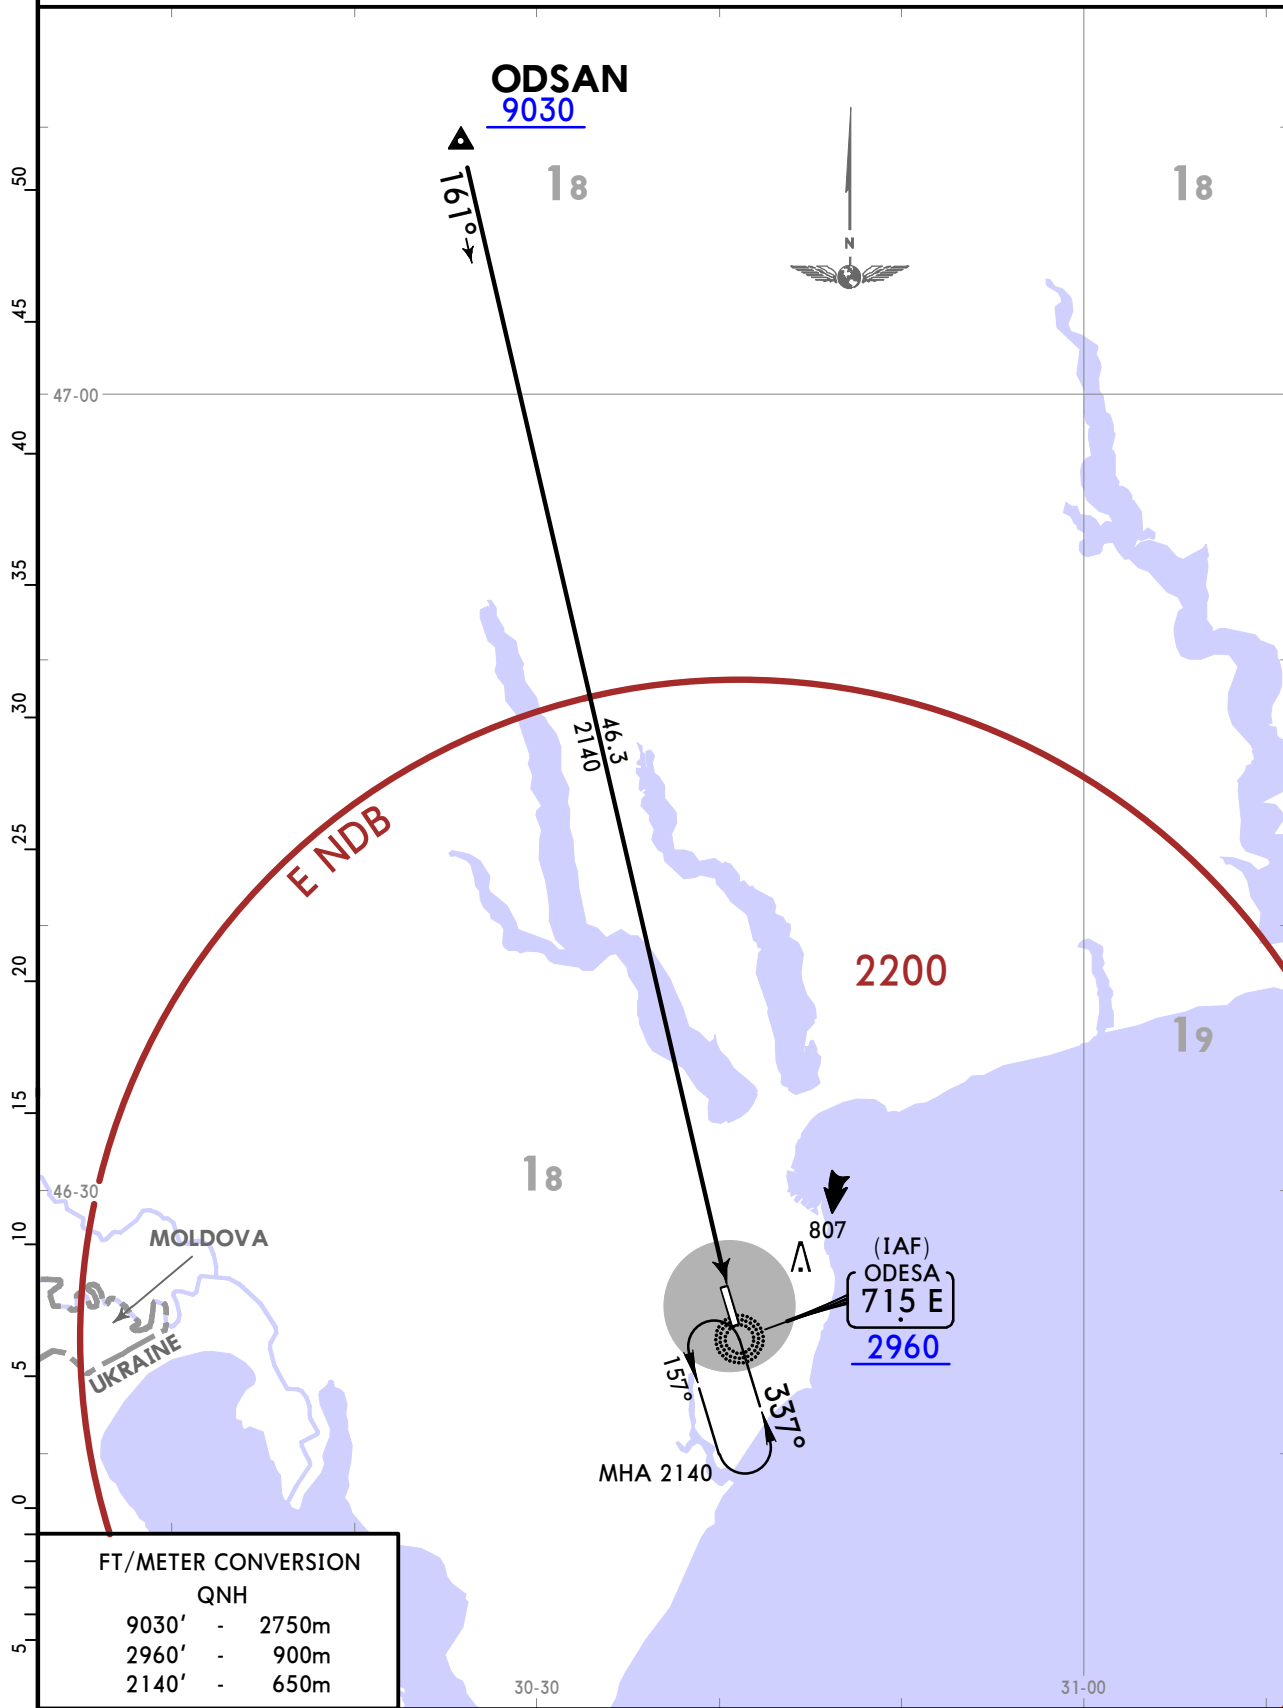 ODSAN
9030
50
18
18
161°
N
45
47-00
40
35
30
46.3
2140
25
E NDB
20
2200
19
15
18
46-30
10
807
MOLDOVA
(IAF)
ODESA
715 E
2960
UKRAINE
5
157°
337°
MHA 2140
0
FT/METER CONVERSION
QNH
9030' - 2750m
2960' - 900m
2140' - 650m
5
30-30
31-00